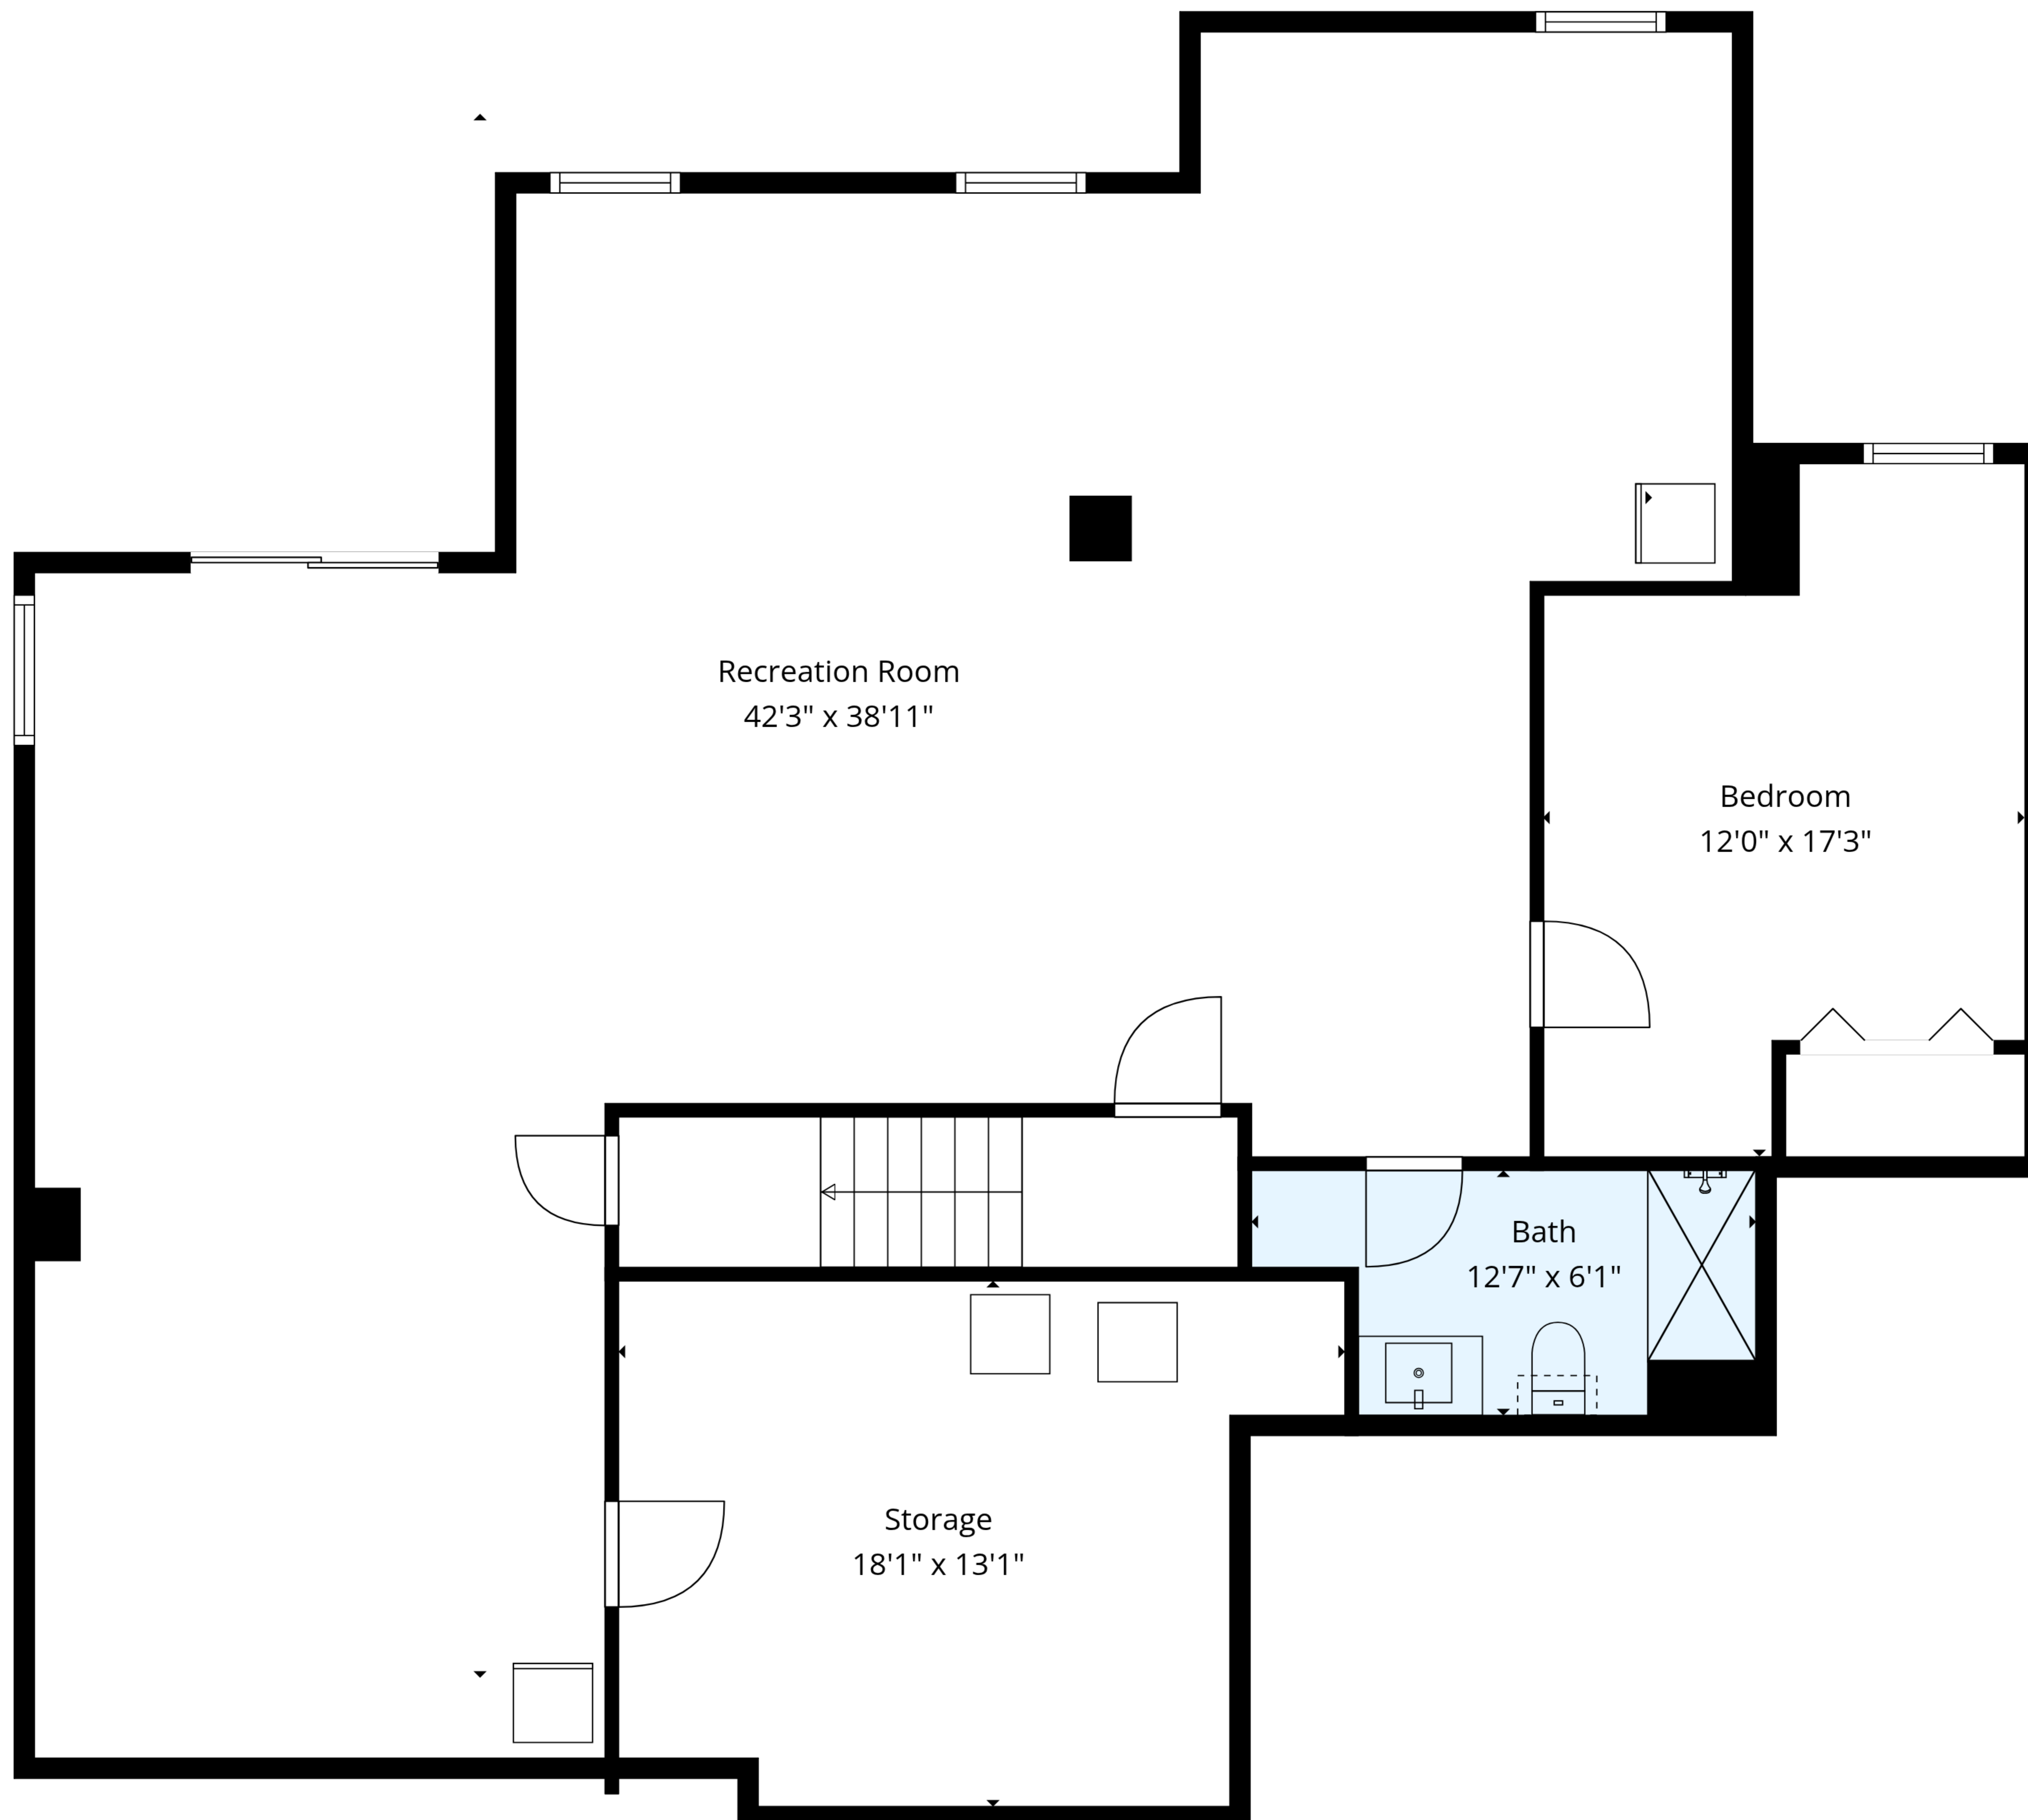 Recreation Room
42'3" x 38'11"
Bedroom
12'0" x 17'3"
Bath
12'7" x 6'1"
Storage
18'1" x 13'1"